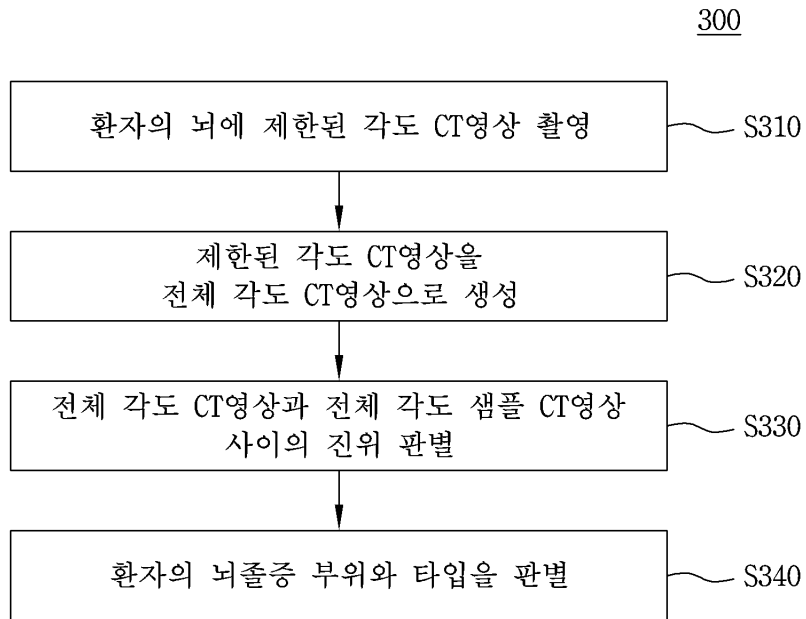 300
환자의 뇌에 제한된 각도 CT영상 촬영
S310
제한된 각도 CT영상을
전체 각도 CT영상으로 생성
S320
전체 각도 CT영상과 전체 각도 샘플 CT영상
사이의 진위 판별
S330
환자의 뇌졸증 부위와 타입을 판별
S340